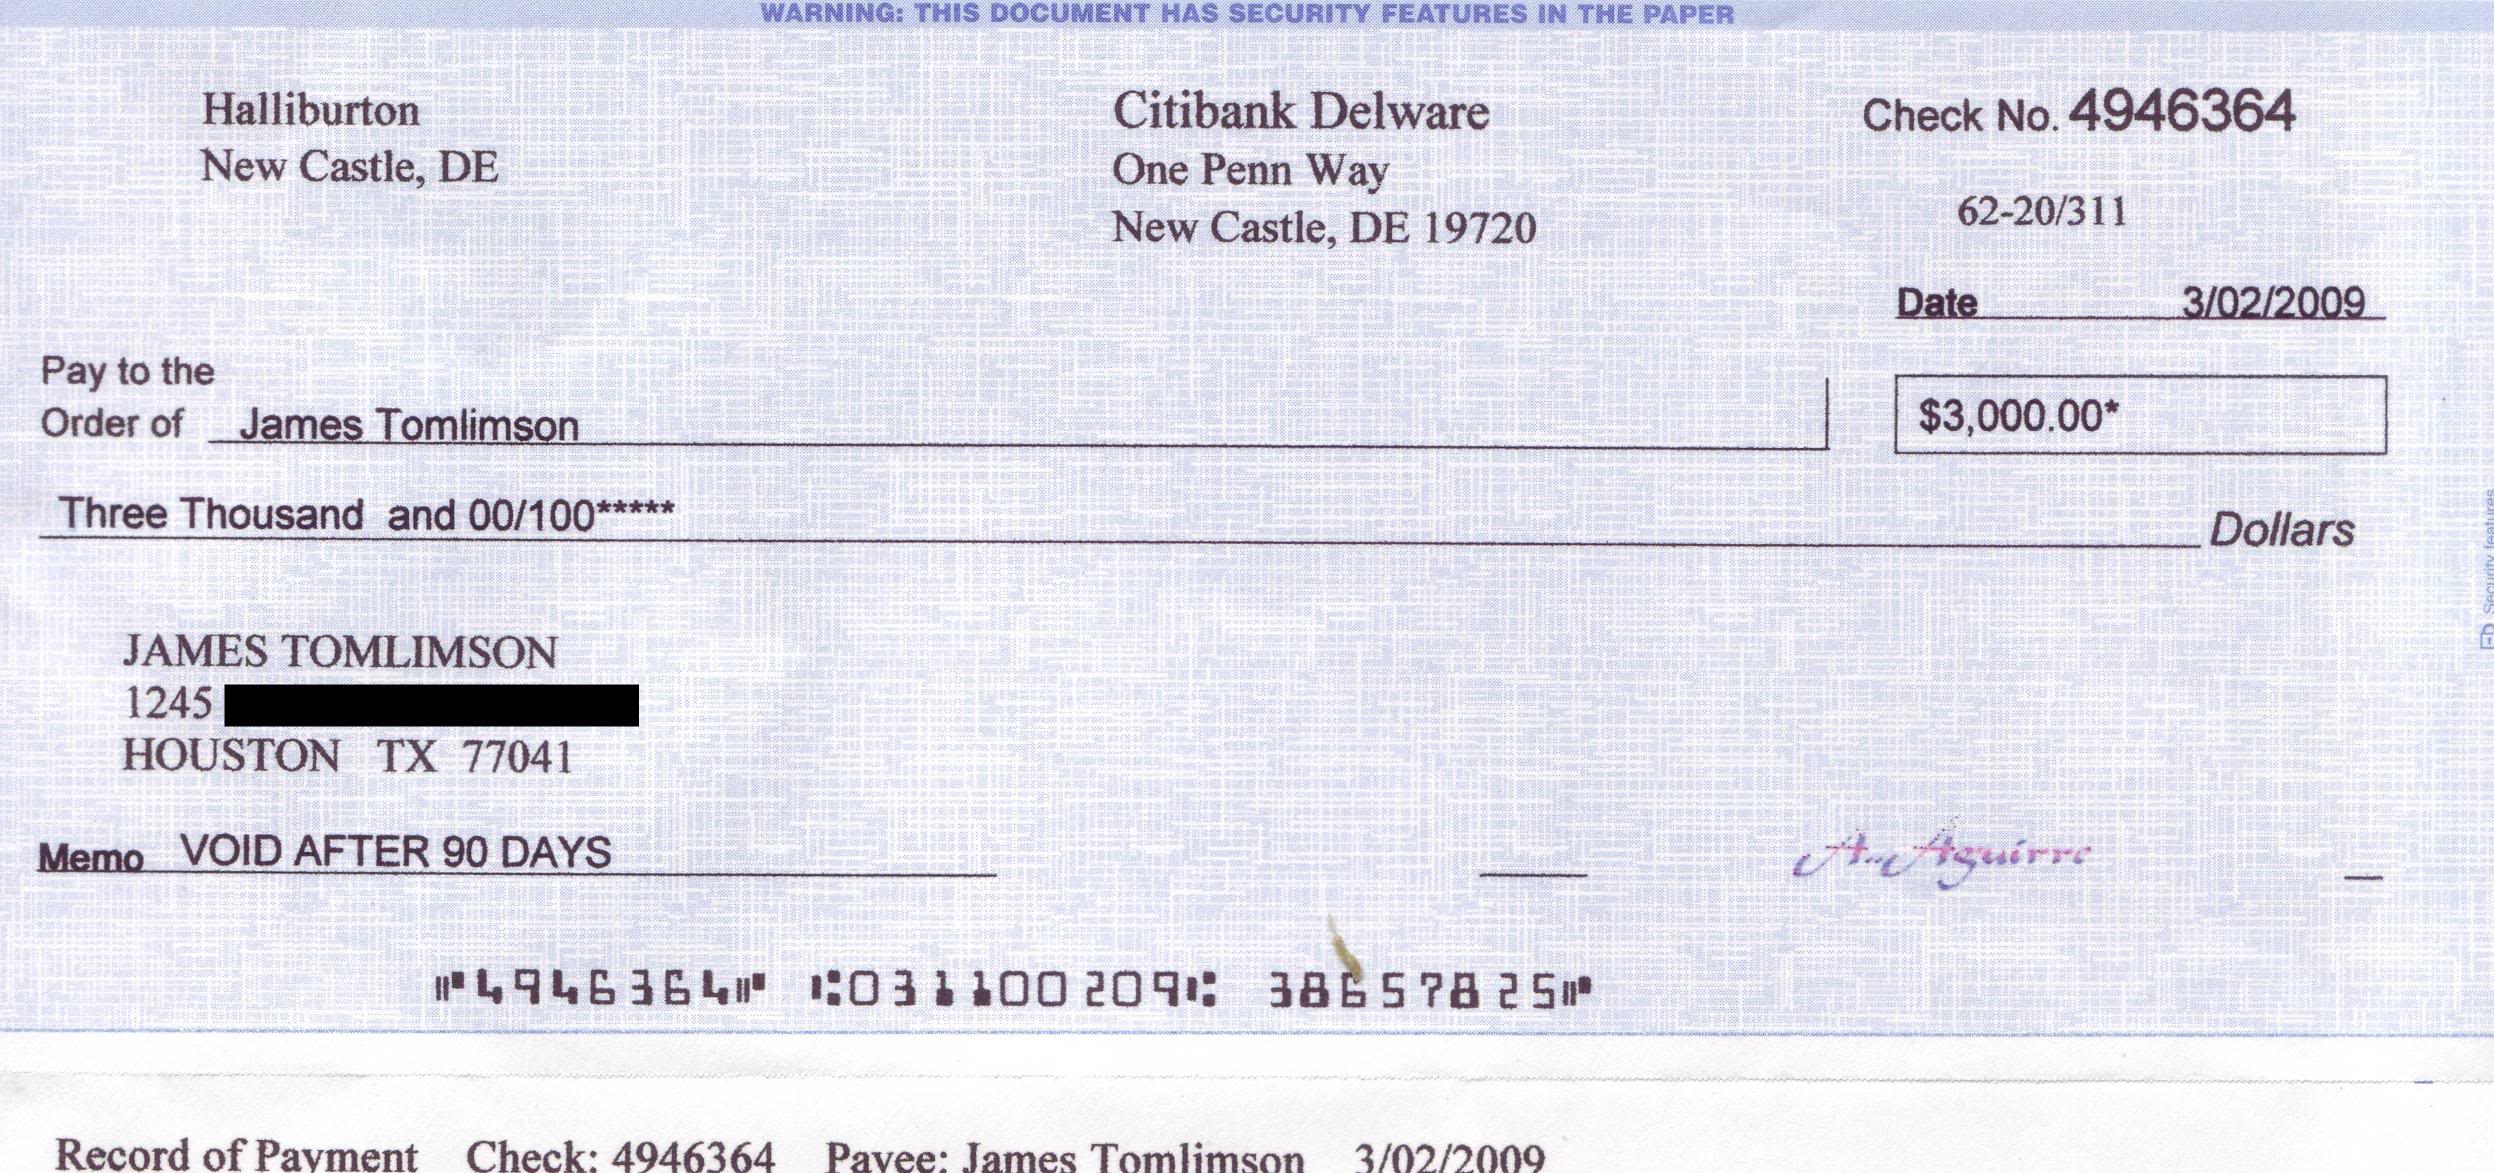 WARNING: THIS DOCUMENT HAS SECURITY FEATURES IN THE PAPER
Halliburton
New Castle, DE
Citibank Delware
One Penn Way
New Castle, DE 19720
Check No. 4946364
62-20/311
Date 3/02/2009
Pay to the
Order of James Tomlimson
$3,000.00*
Three Thousand and 00/100***** Dollars
Security features
JAMES TOMLIMSON
1245
HOUSTON TX 77041
Memo VOID AFTER 90 DAYS
A. Aguirre
⑈4946364⑈ ⑆031100209⑆ 38657825⑈
Record of Payment Check: 4946364 Payee: James Tomlimson 3/02/2009